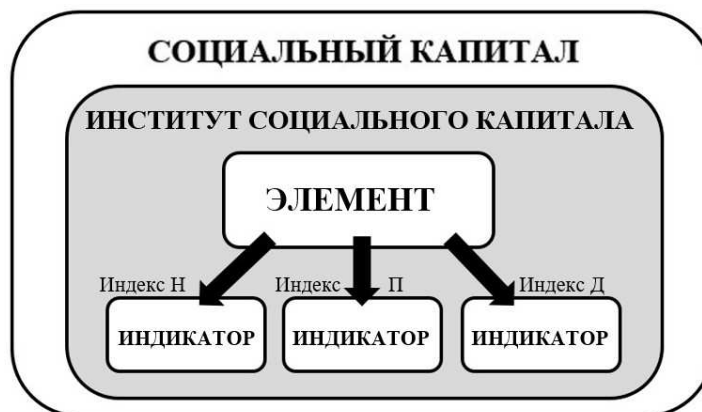 СОЦИАЛЬНЫЙ КАПИТАЛ
ИНСТИТУТ СОЦИАЛЬНОГО КАПИТАЛА
ЭЛЕМЕНТ
Индекс Н Индекс П Индекс Д
ИНДИКАТОР ИНДИКАТОР ИНДИКАТОР